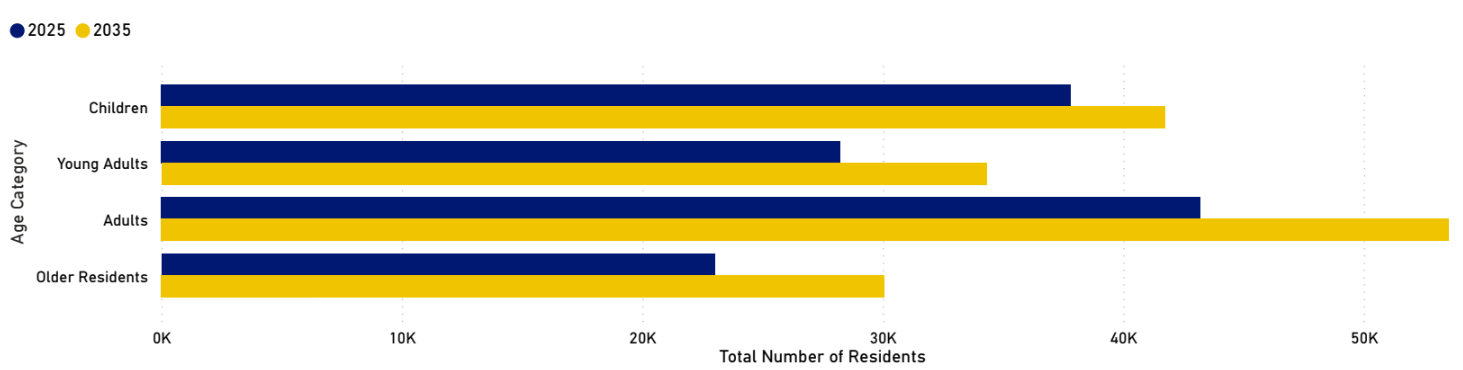 2025 2035
Age Category
Children
Young Adults
Adults
Older Residents
0K 10K 20K 30K 40K 50K
Total Number of Residents